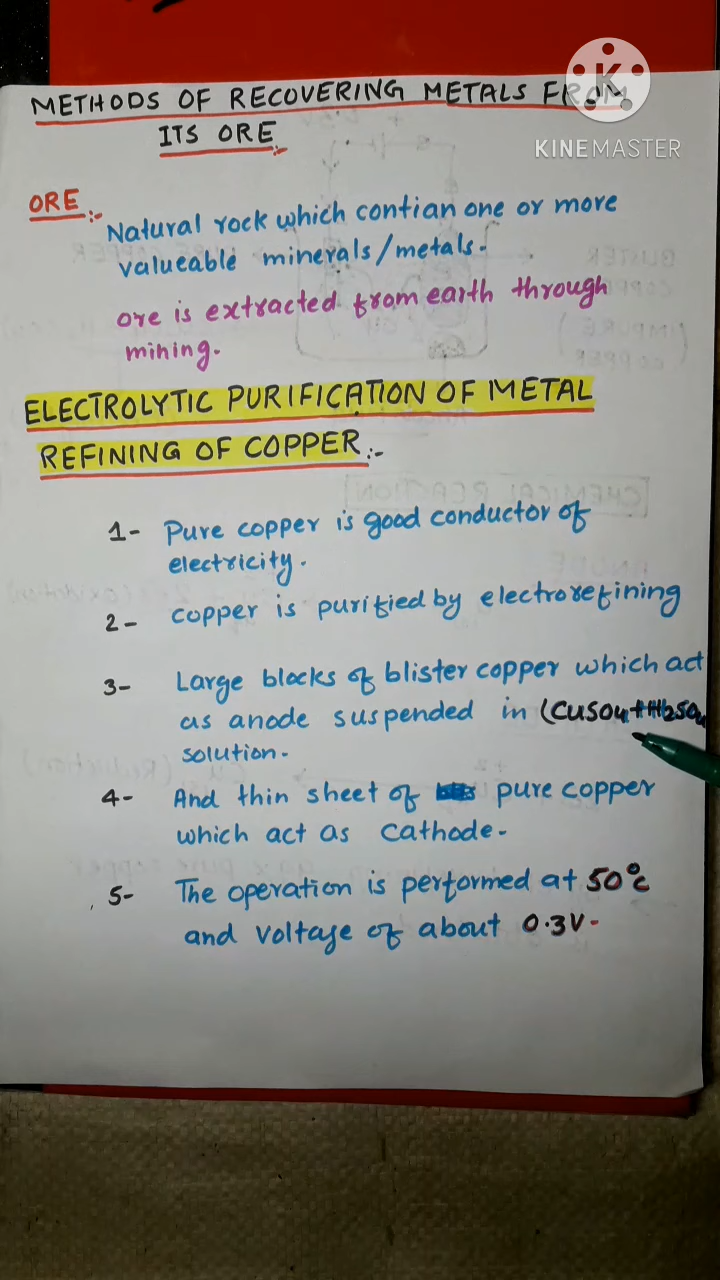 METHODS OF RECOVERING METALS FROM
ITS ORE:-
KINEMASTER
ORE:-
Natural rock which contian one or more
valueable minerals/metals-
ore is extracted from earth through
mining.
ELECTROLYTIC PURIFICATION OF METAL
REFINING OF COPPER:-
1- Pure copper is good conductor of
electricity.
2- copper is purified by electrorefining
3- Large blocks of blister copper which act
as anode suspended in (CuSO4+H2SO4
solution-
4- And thin sheet of pure copper
which act as cathode-
5- The operation is performed at 50°c
and voltage of about 0.3V-